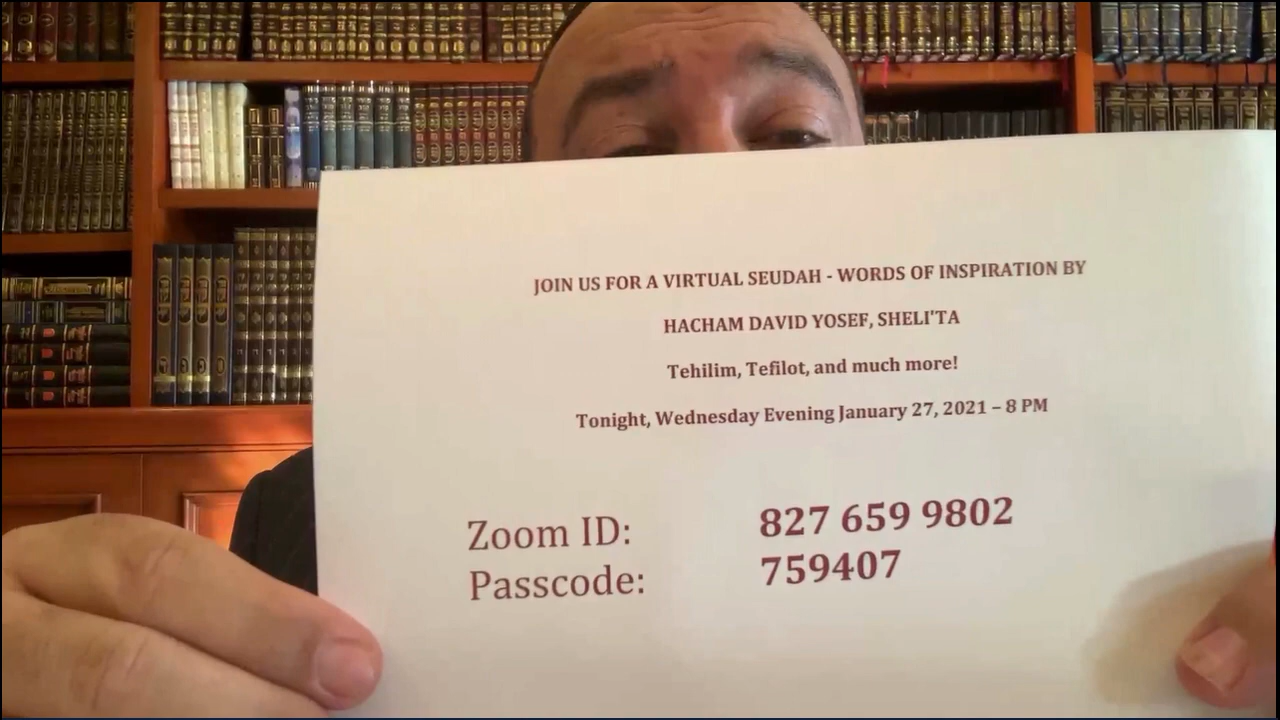 JOIN US FOR A VIRTUAL SEUDAH - WORDS OF INSPIRATION BY
HACHAM DAVID YOSEF, SHELI'TA
Tehilim, Tefilot, and much more!
Tonight, Wednesday Evening January 27, 2021 – 8 PM
Zoom ID: 827 659 9802
Passcode: 759407